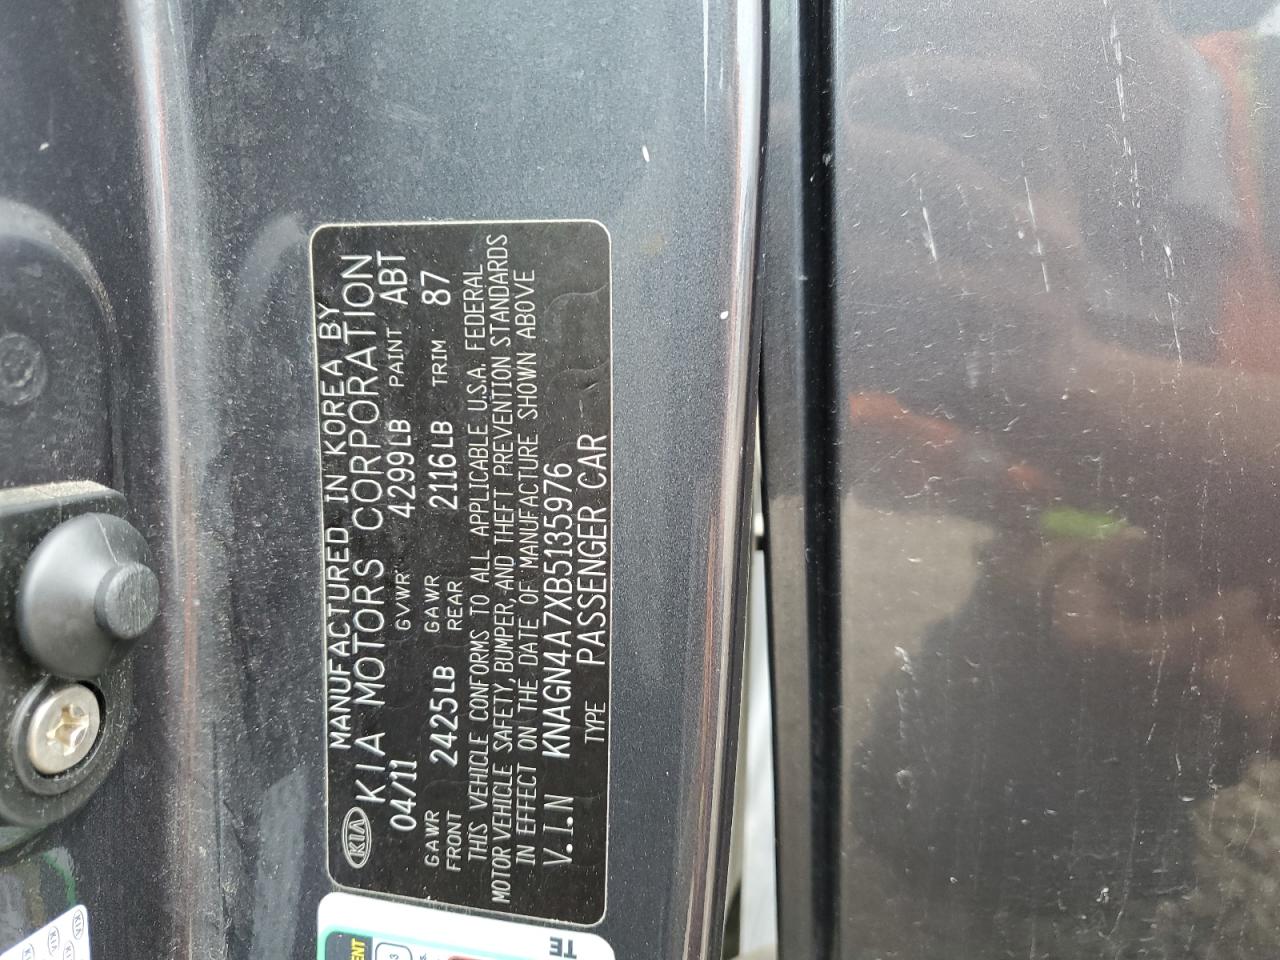 MANUFACTURED IN KOREA BY
KIA KIA MOTORS CORPORATION
04/11 GVWR 4299LB PAINT ABT
GAWR FRONT 2425LB GAWR REAR 2116LB TRIM 87
THIS VEHICLE CONFORMS TO ALL APPLICABLE U.S.A. FEDERAL
MOTOR VEHICLE SAFETY, BUMPER, AND THEFT PREVENTION STANDARDS
IN EFFECT ON THE DATE OF MANUFACTURE SHOWN ABOVE
V.I.N KNAGN4A7XB5135976
TYPE PASSENGER CAR